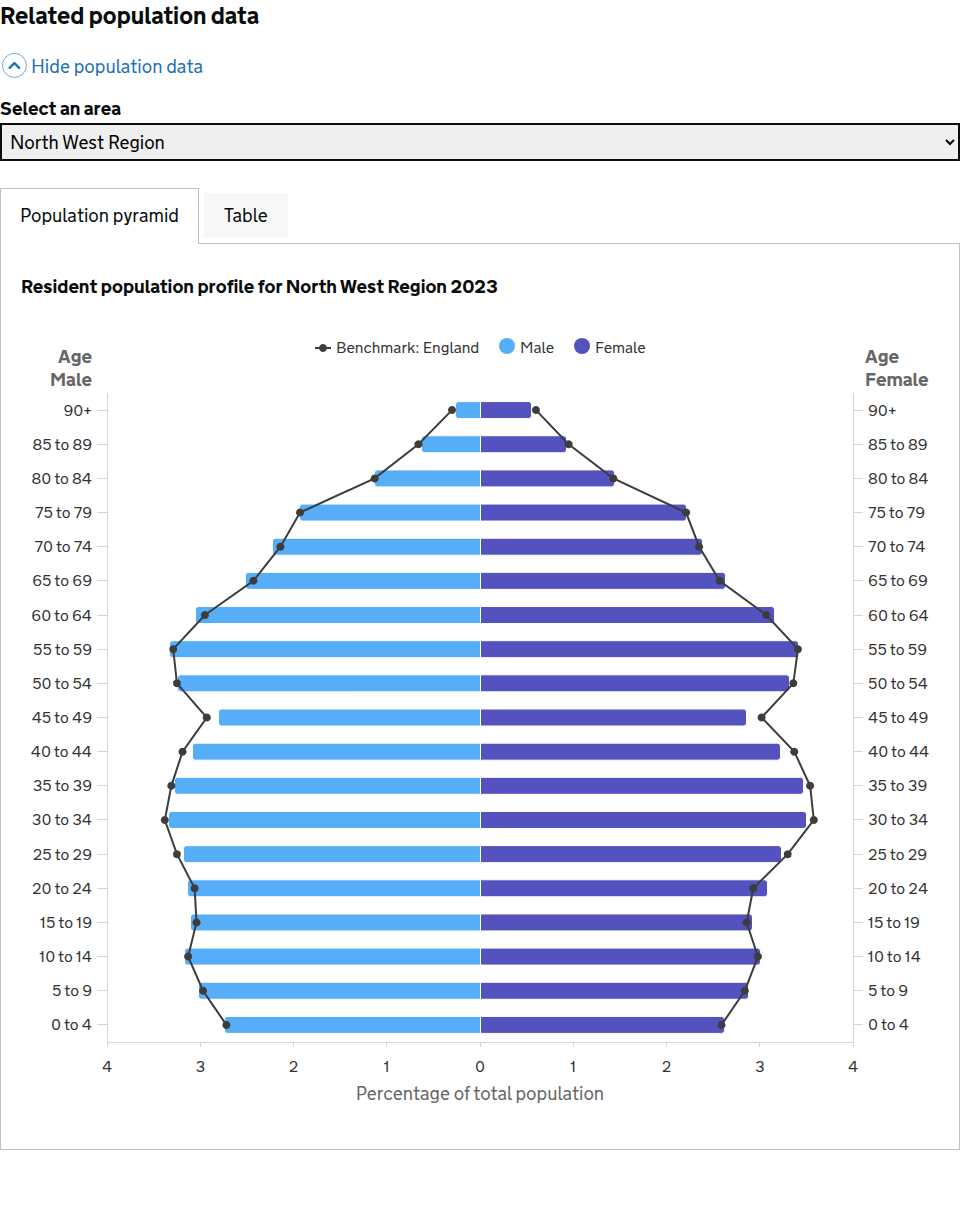 Related population data
Hide population data
Select an area
North West Region
Population pyramid
Table
Resident population profile for North West Region 2023
Benchmark: England
Male
Female
Age
Male
Age
Female
90+ 90+
85 to 89 85 to 89
80 to 84 80 to 84
75 to 79 75 to 79
70 to 74 70 to 74
65 to 69 65 to 69
60 to 64 60 to 64
55 to 59 55 to 59
50 to 54 50 to 54
45 to 49 45 to 49
40 to 44 40 to 44
35 to 39 35 to 39
30 to 34 30 to 34
25 to 29 25 to 29
20 to 24 20 to 24
15 to 19 15 to 19
10 to 14 10 to 14
5 to 9 5 to 9
0 to 4 0 to 4
4 3 2 1 0 1 2 3 4
Percentage of total population